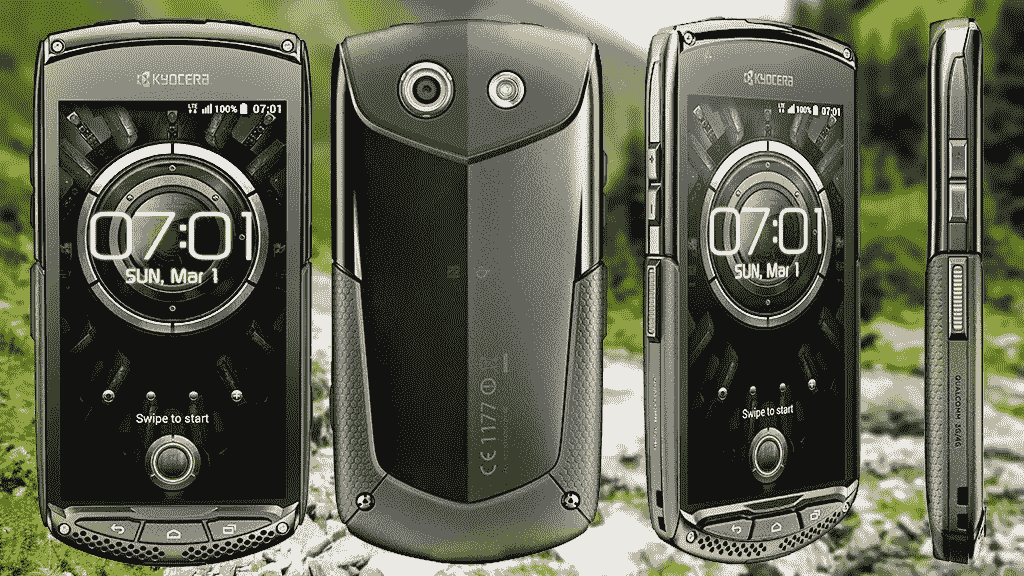 KYOCERA
LTE 100% 07:01
07:01
SUN, Mar 1
Swipe to start
CE 1177
KYOCERA
LTE 100% 07:01
07:01
SUN, Mar 1
Swipe to start
QUALCOMM 3G/4G